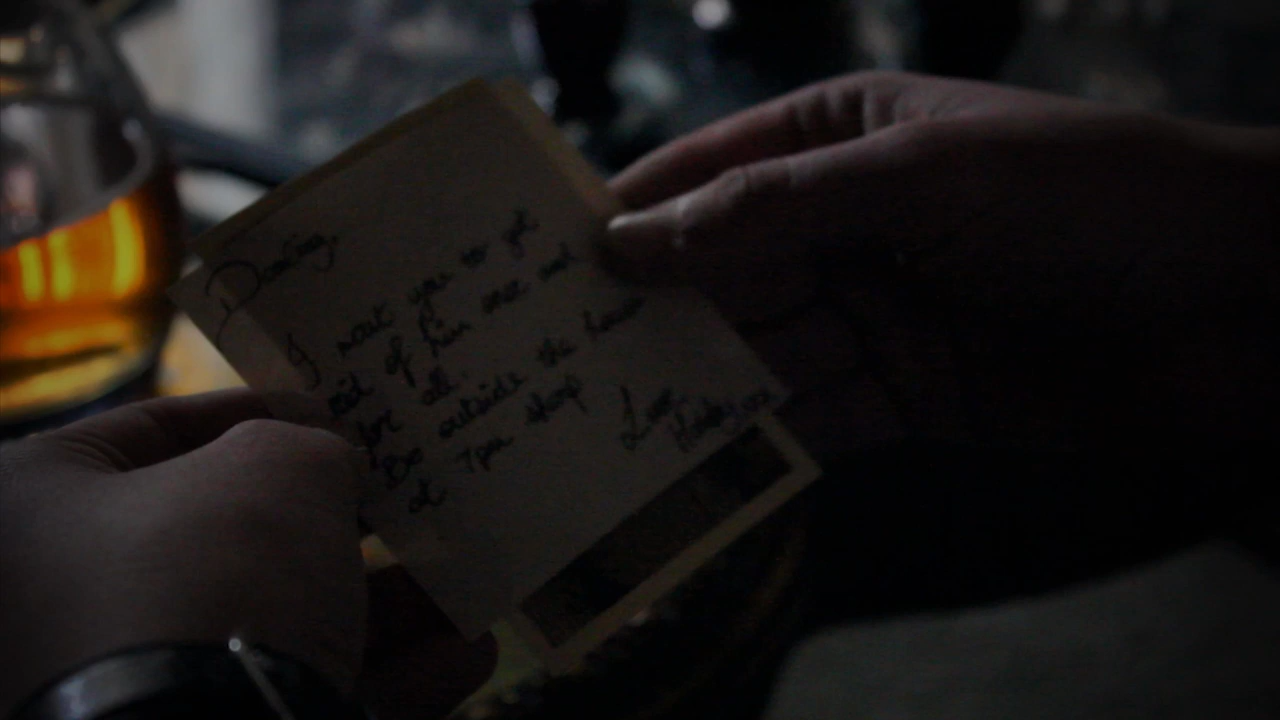 Darling,
I want you to get
rid of him once and
for all.
Be outside the house
at 7pm sharp
Love